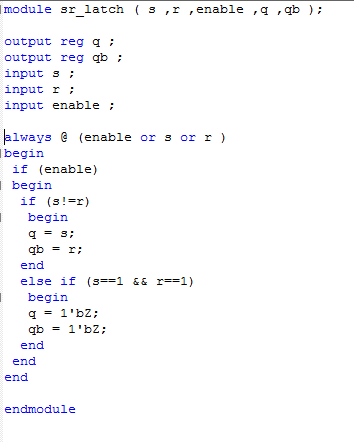 module sr_latch ( s ,r ,enable ,q ,qb );
output reg q ;
output reg qb ;
input s ;
input r ;
input enable ;
always @ (enable or s or r )
begin
if (enable)
begin
if (s!=r)
begin
q = s;
qb = r;
end
else if (s==1 && r==1)
begin
q = 1'bZ;
qb = 1'bZ;
end
end
end
endmodule